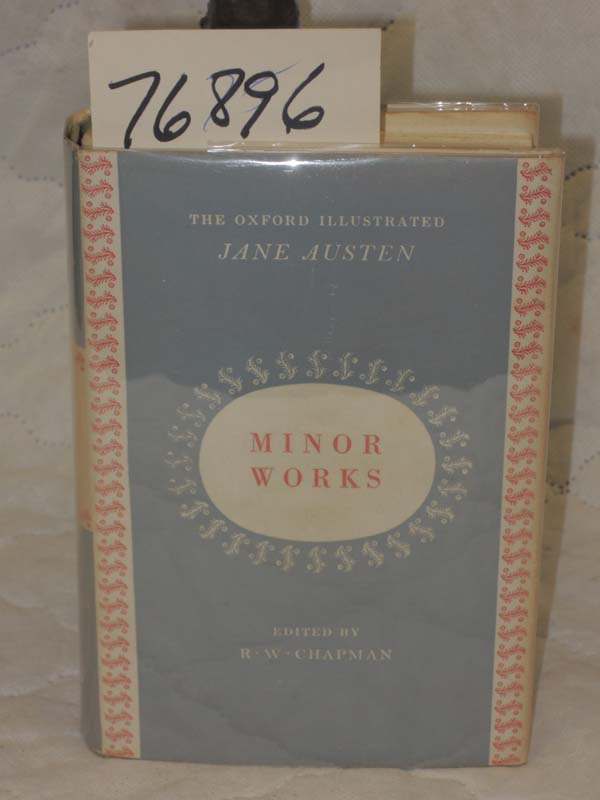 76896
THE OXFORD ILLUSTRATED
JANE AUSTEN
MINOR
WORKS
EDITED BY
R·W·CHAPMAN